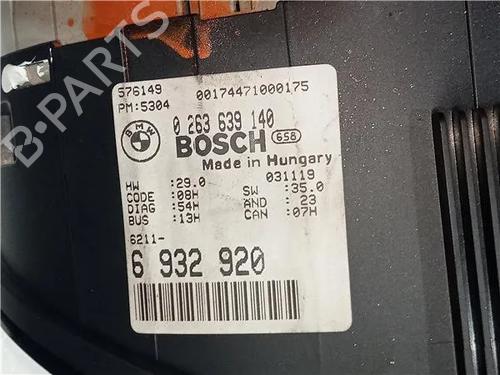 576149 00174471000175
PM:5304
BMW 0 263 639 140
BOSCH 658
Made in Hungary
031119
HW :29.0 SW :35.0
CODE :08H AND : 23
DIAG :54H CAN :07H
BUS :13H
6211-
6 932 920
B-PARTS